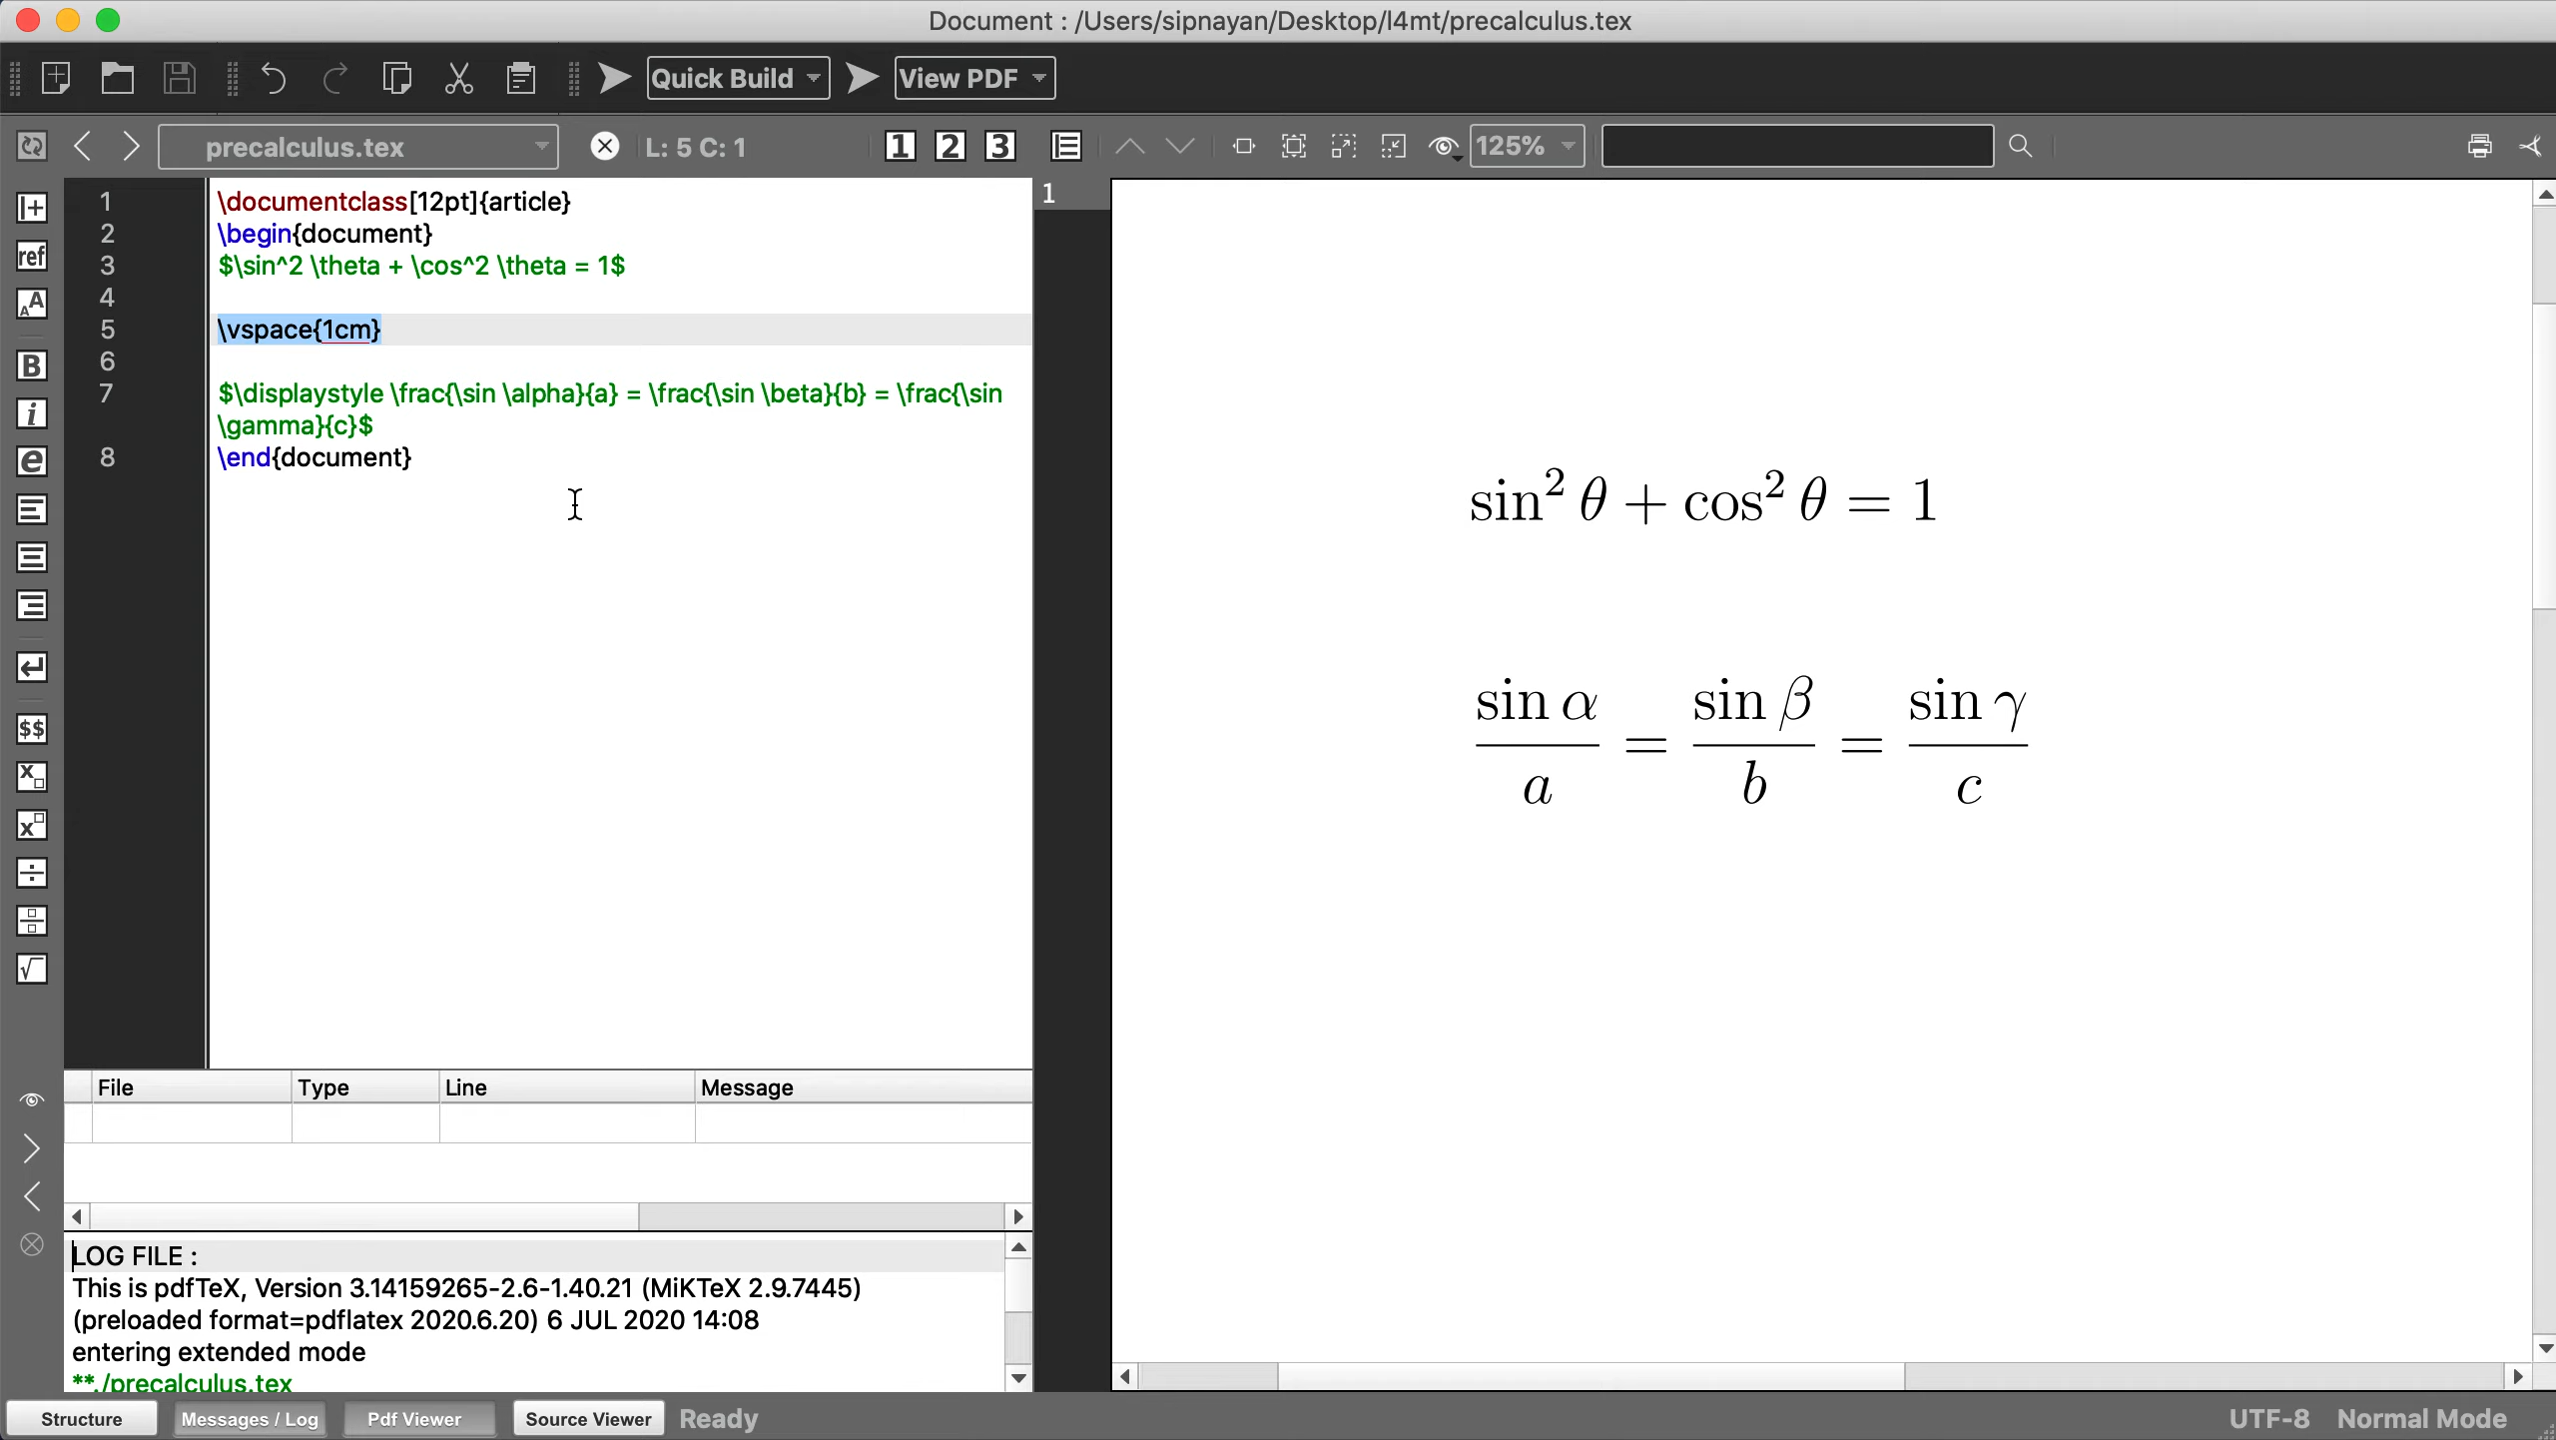 Document : /Users/sipnayan/Desktop/l4mt/precalculus.tex
Quick Build View PDF
precalculus.tex L: 5 C: 1 1 2 3 125%
1 \documentclass[12pt]{article}
2 \begin{document}
3 $\sin^2 \theta + \cos^2 \theta = 1$
4
5 \vspace{1cm}
6
7 $\displaystyle \frac{\sin \alpha}{a} = \frac{\sin \beta}{b} = \frac{\sin
\gamma}{c}$
8 \end{document}
ref
AA
B
i
e
$$
x
x
÷
√
1
sin² θ + cos² θ = 1
sin α / a = sin β / b = sin γ / c
File Type Line Message
LOG FILE :
This is pdfTeX, Version 3.14159265-2.6-1.40.21 (MiKTeX 2.9.7445)
(preloaded format=pdflatex 2020.6.20) 6 JUL 2020 14:08
entering extended mode
**./precalculus.tex
Structure Messages / Log Pdf Viewer Source Viewer Ready UTF-8 Normal Mode